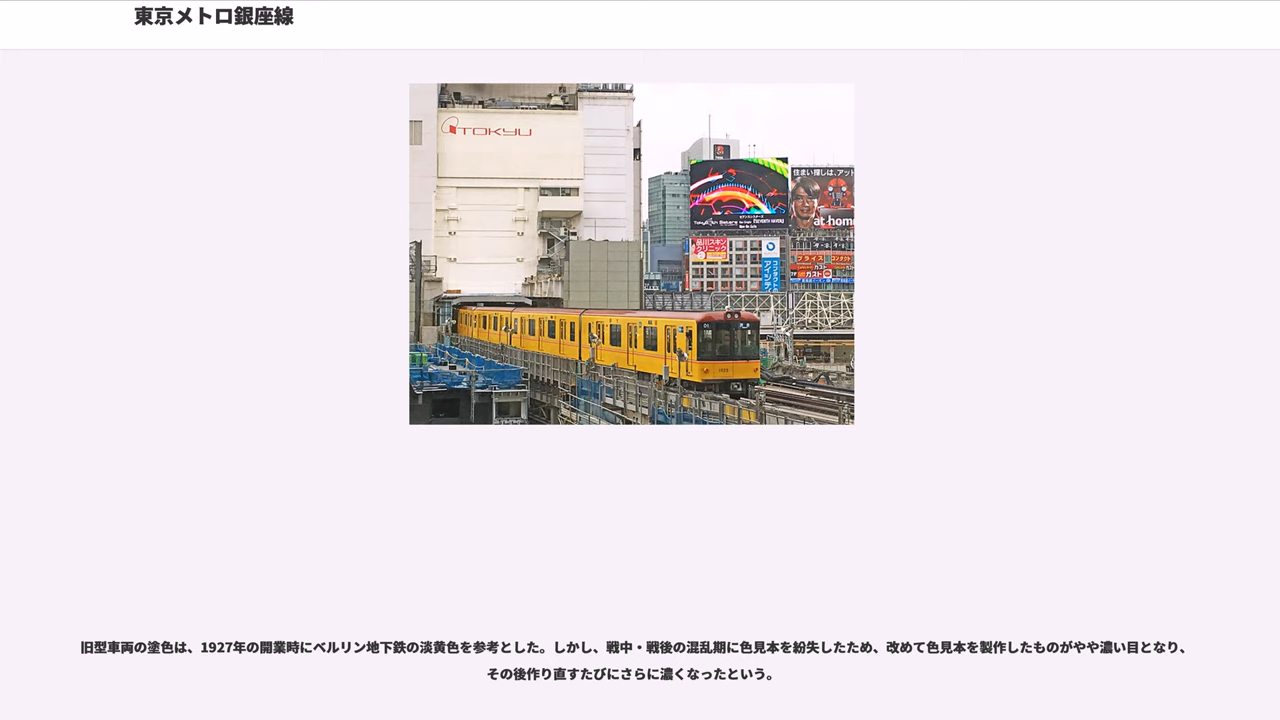 東京メトロ銀座線
TOKYU
住まい探しは、アット
at home
品川スキン
クリニック
コンタクトの
アイシティ
プライス
コンタクト
ガスト
旧型車両の塗色は、1927年の開業時にベルリン地下鉄の淡黄色を参考とした。しかし、戦中・戦後の混乱期に色見本を紛失したため、改めて色見本を製作したものがやや濃い目となり、
その後作り直すたびにさらに濃くなったという。